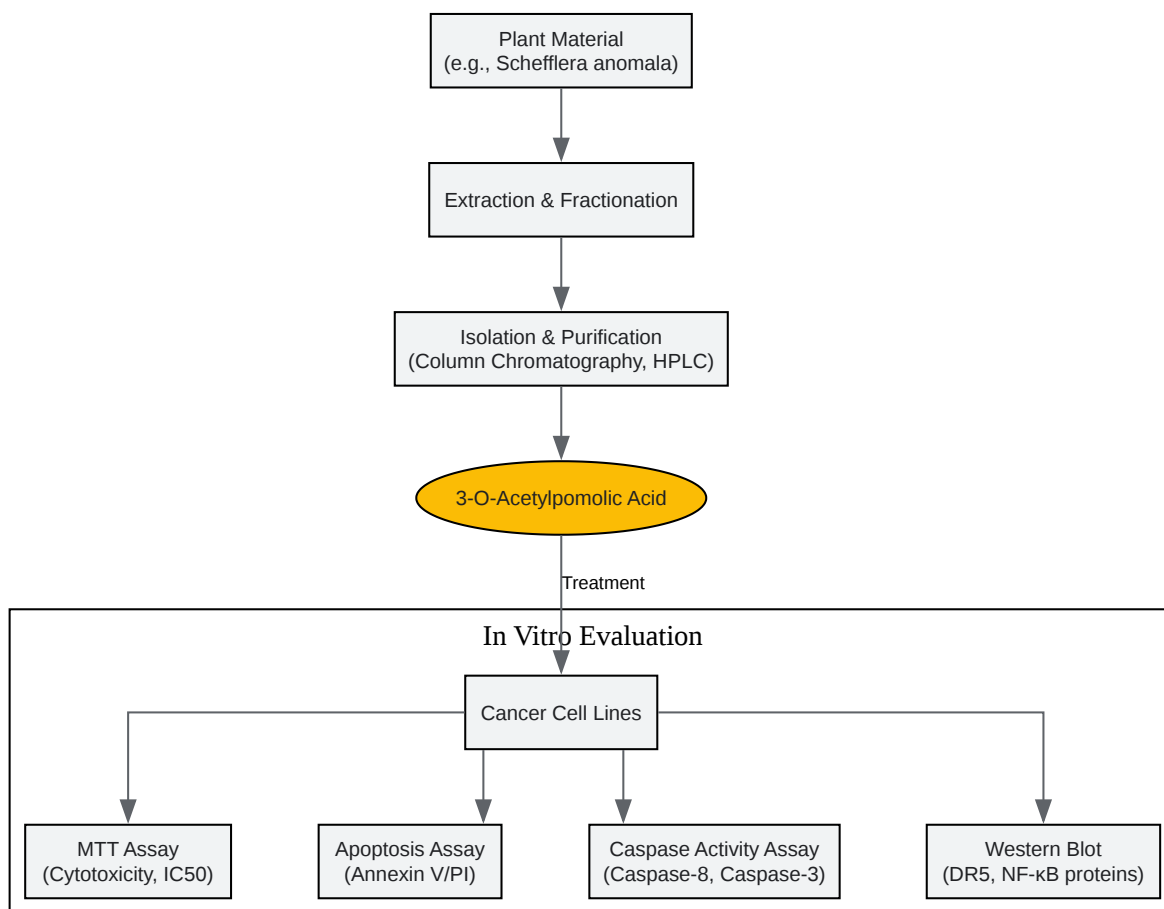 Plant Material
(e.g., Schefflera anomala)
Extraction & Fractionation
Isolation & Purification
(Column Chromatography, HPLC)
3-O-Acetylpomolic Acid
Treatment
In Vitro Evaluation
Cancer Cell Lines
MTT Assay
(Cytotoxicity, IC50)
Apoptosis Assay
(Annexin V/PI)
Caspase Activity Assay
(Caspase-8, Caspase-3)
Western Blot
(DR5, NF-κB proteins)